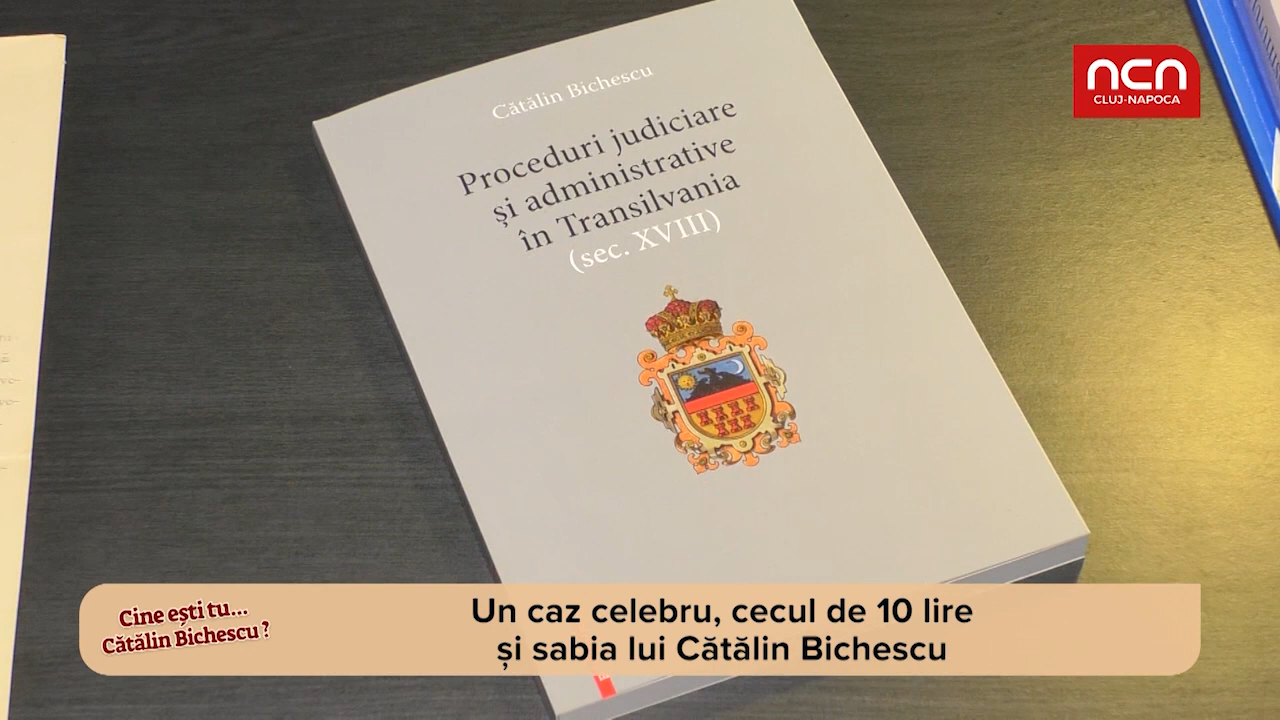 ncn
CLUJ-NAPOCA
Cătălin Bichescu
Proceduri judiciare
și administrative
în Transilvania
(sec. XVIII)
Cine ești tu...
Cătălin Bichescu ?
Un caz celebru, cecul de 10 lire
și sabia lui Cătălin Bichescu